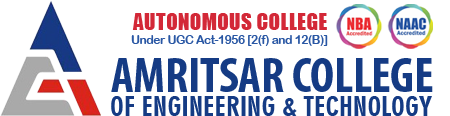 AUTONOMOUS COLLEGE
Under UGC Act-1956 [2(f) and 12(B)]
NBA
Accredited
NAAC
Accredited
AMRITSAR COLLEGE
OF ENGINEERING & TECHNOLOGY